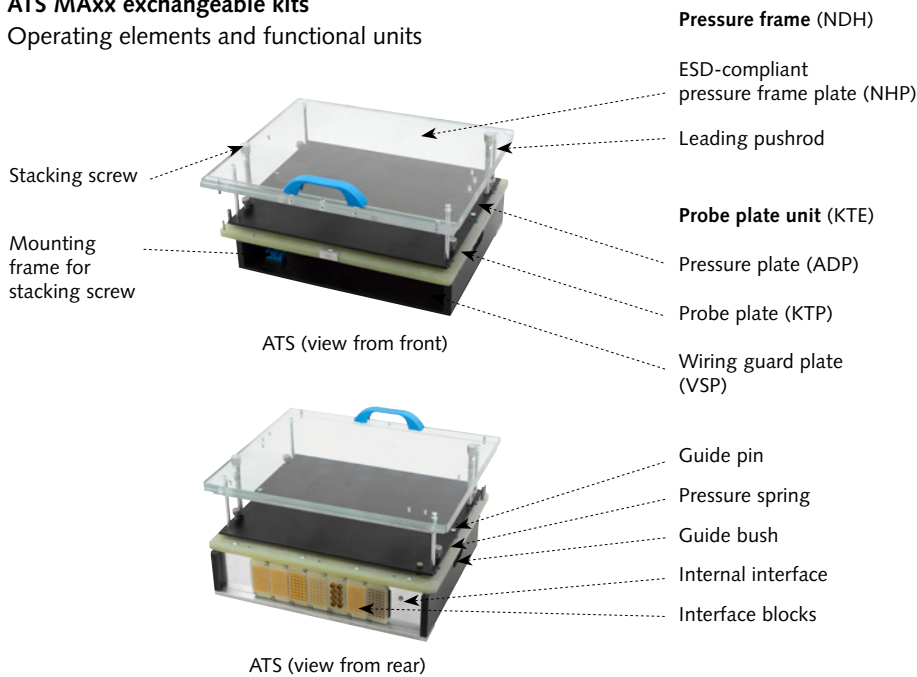 ATS MAxx exchangeable kits
Operating elements and functional units
Pressure frame (NDH)
ESD-compliant
pressure frame plate (NHP)
Leading pushrod
Stacking screw
Probe plate unit (KTE)
Mounting
frame for
stacking screw
Pressure plate (ADP)
Probe plate (KTP)
ATS (view from front)
Wiring guard plate
(VSP)
Guide pin
Pressure spring
Guide bush
Internal interface
Interface blocks
ATS (view from rear)